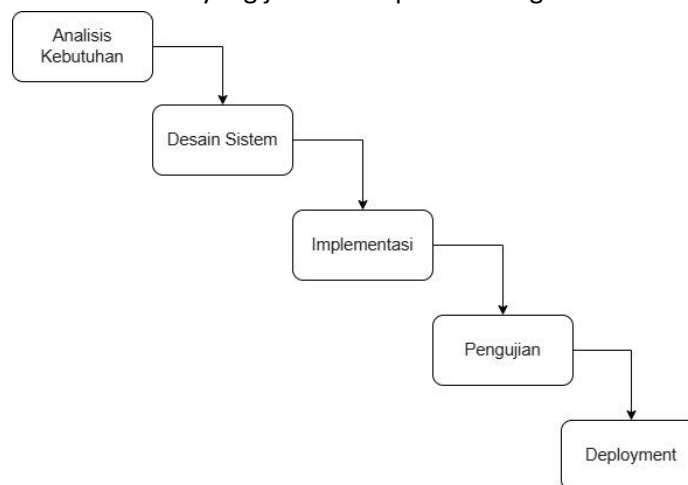 Analisis
Kebutuhan
Desain Sistem
Implementasi
Pengujian
Deployment